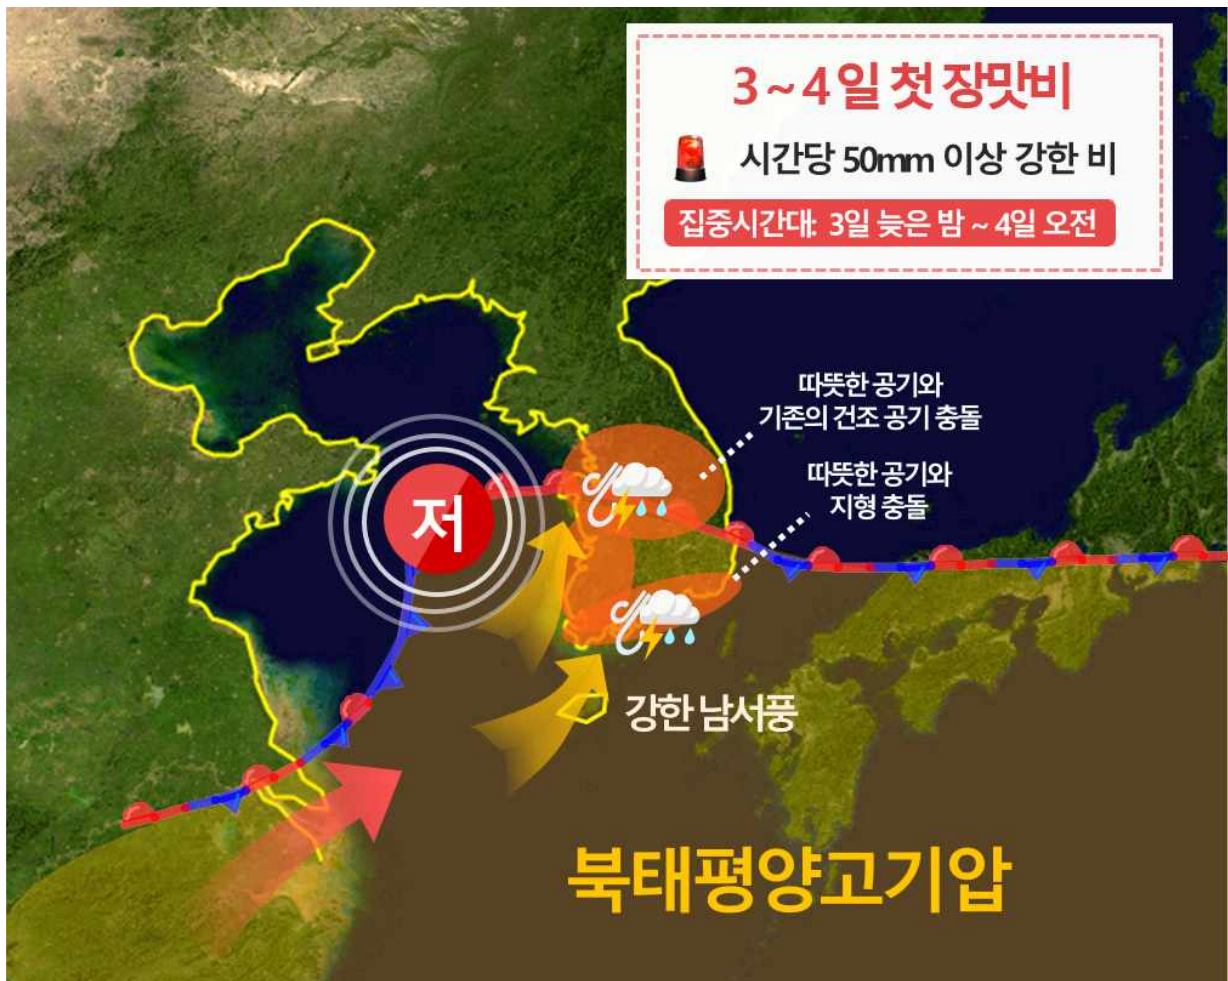 3~4일 첫 장맛비
시간당 50mm 이상 강한 비
집중시간대: 3일 늦은 밤 ~ 4일 오전
따뜻한 공기와
기존의 건조 공기 충돌
따뜻한 공기와
지형 충돌
저
강한 남서풍
북태평양고기압